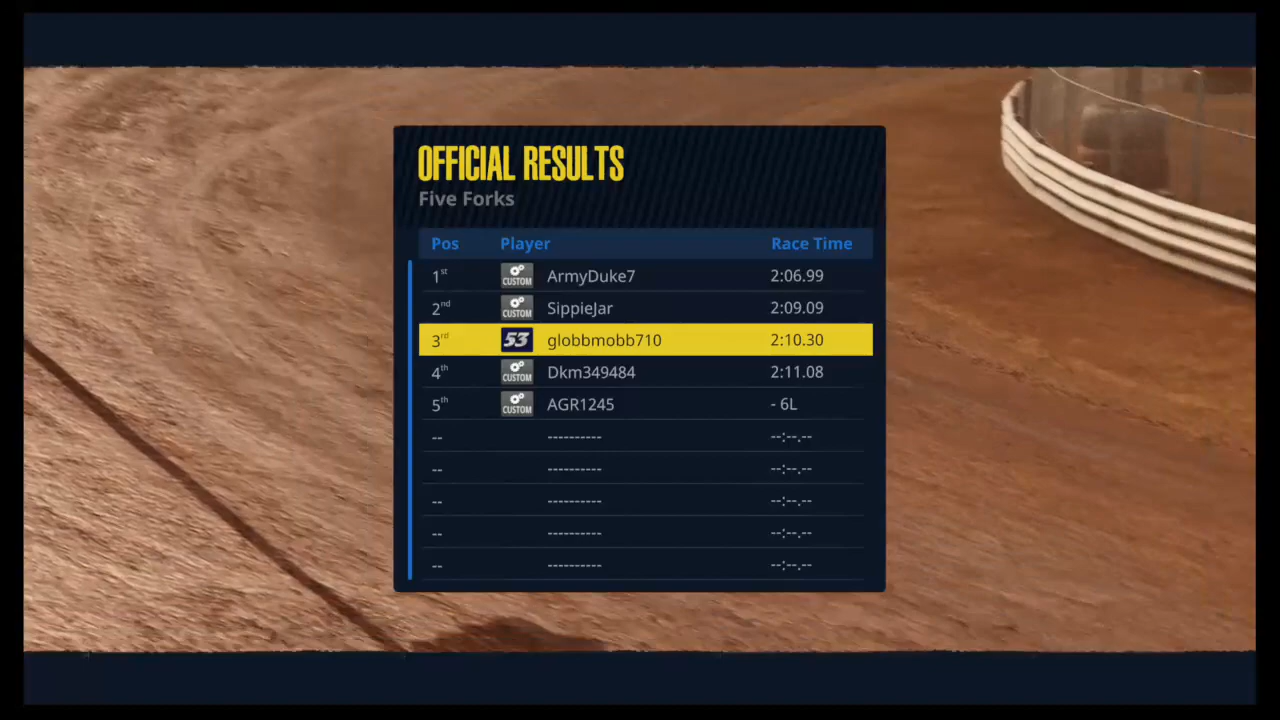 OFFICIAL RESULTS
Five Forks
Pos Player Race Time
1st CUSTOM ArmyDuke7 2:06.99
2nd CUSTOM SippieJar 2:09.09
3rd 53 globbmobb710 2:10.30
4th CUSTOM Dkm349484 2:11.08
5th CUSTOM AGR1245 - 6L
-- ---------- --:--.--
-- ---------- --:--.--
-- ---------- --:--.--
-- ---------- --:--.--
-- ---------- --:--.--